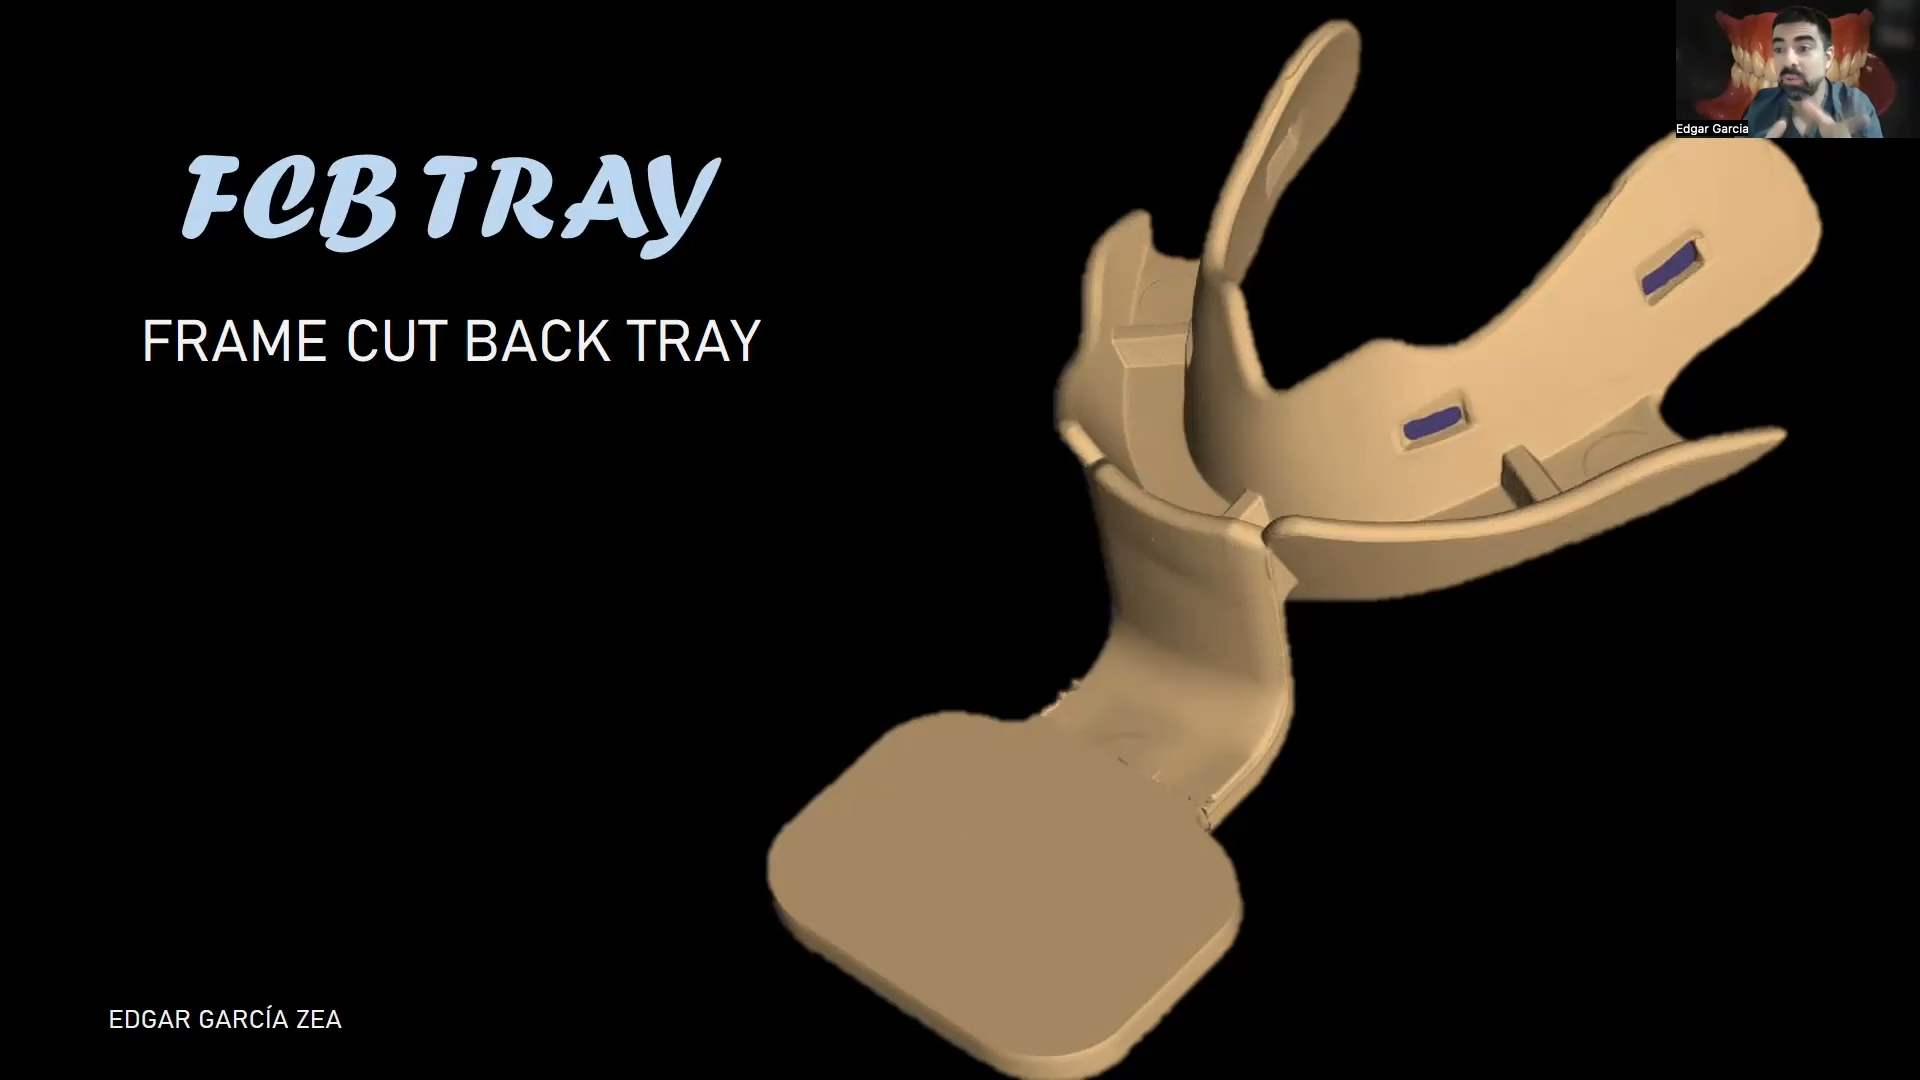 FCB TRAY
FRAME CUT BACK TRAY
EDGAR GARCÍA ZEA
Edgar Garcia